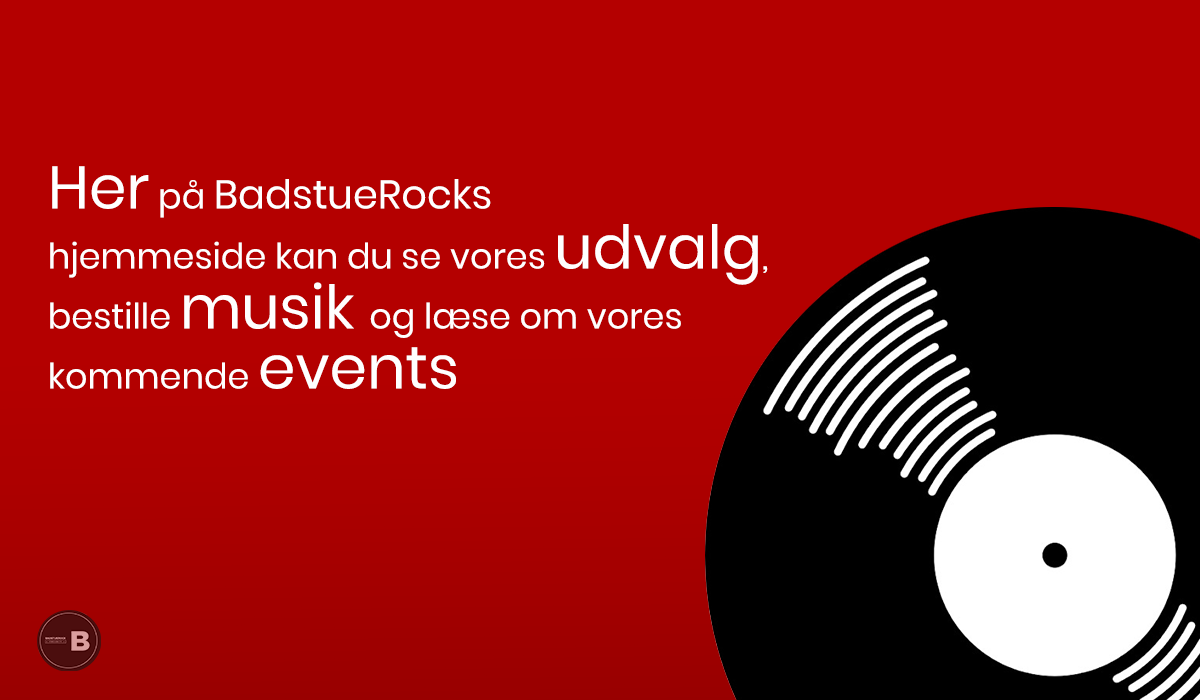 Her på BadstueRocks
hjemmeside kan du se vores udvalg,
bestille musik og læse om vores
kommende events
B